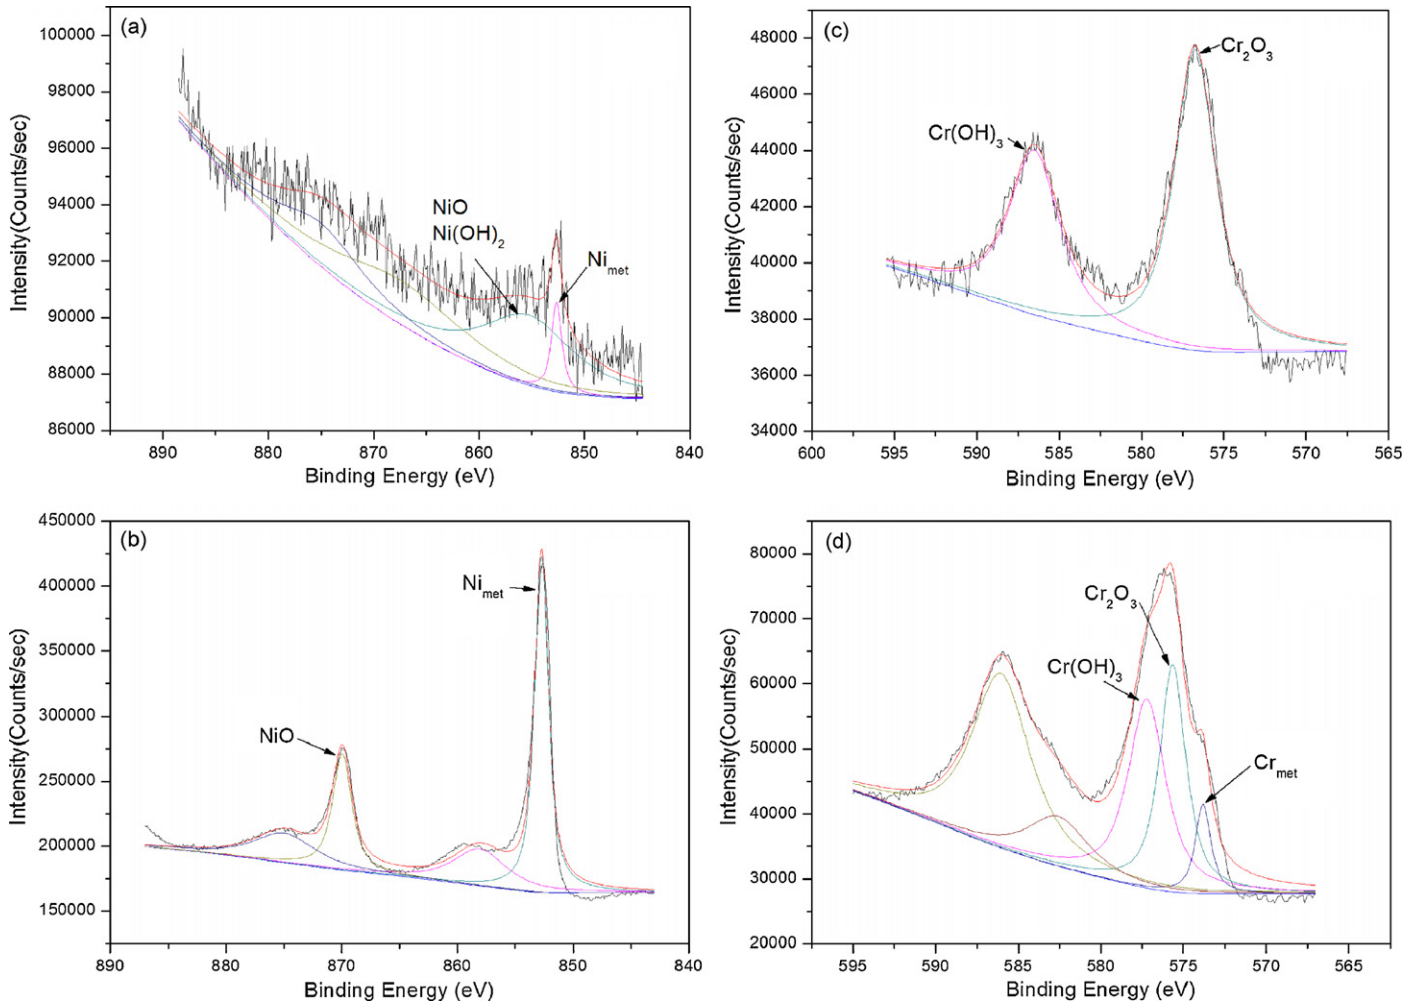 (a)
Intensity(Counts/sec)
100000
98000
96000
94000
92000
90000
88000
86000
NiO
Ni(OH)2
Nimet
890
880
870
860
850
840
Binding Energy (eV)
(c)
Intensity(Counts/sec)
48000
46000
44000
42000
40000
38000
36000
34000
Cr(OH)3
Cr2O3
600
595
590
585
580
575
570
565
Binding Energy (eV)
(b)
Intensity(Counts/sec)
450000
400000
350000
300000
250000
200000
150000
NiO
Nimet
890
880
870
860
850
840
Binding Energy (eV)
(d)
Intensity(Counts/sec)
80000
70000
60000
50000
40000
30000
20000
Cr2O3
Cr(OH)3
Crmet
595
590
585
580
575
570
565
Binding Energy (eV)